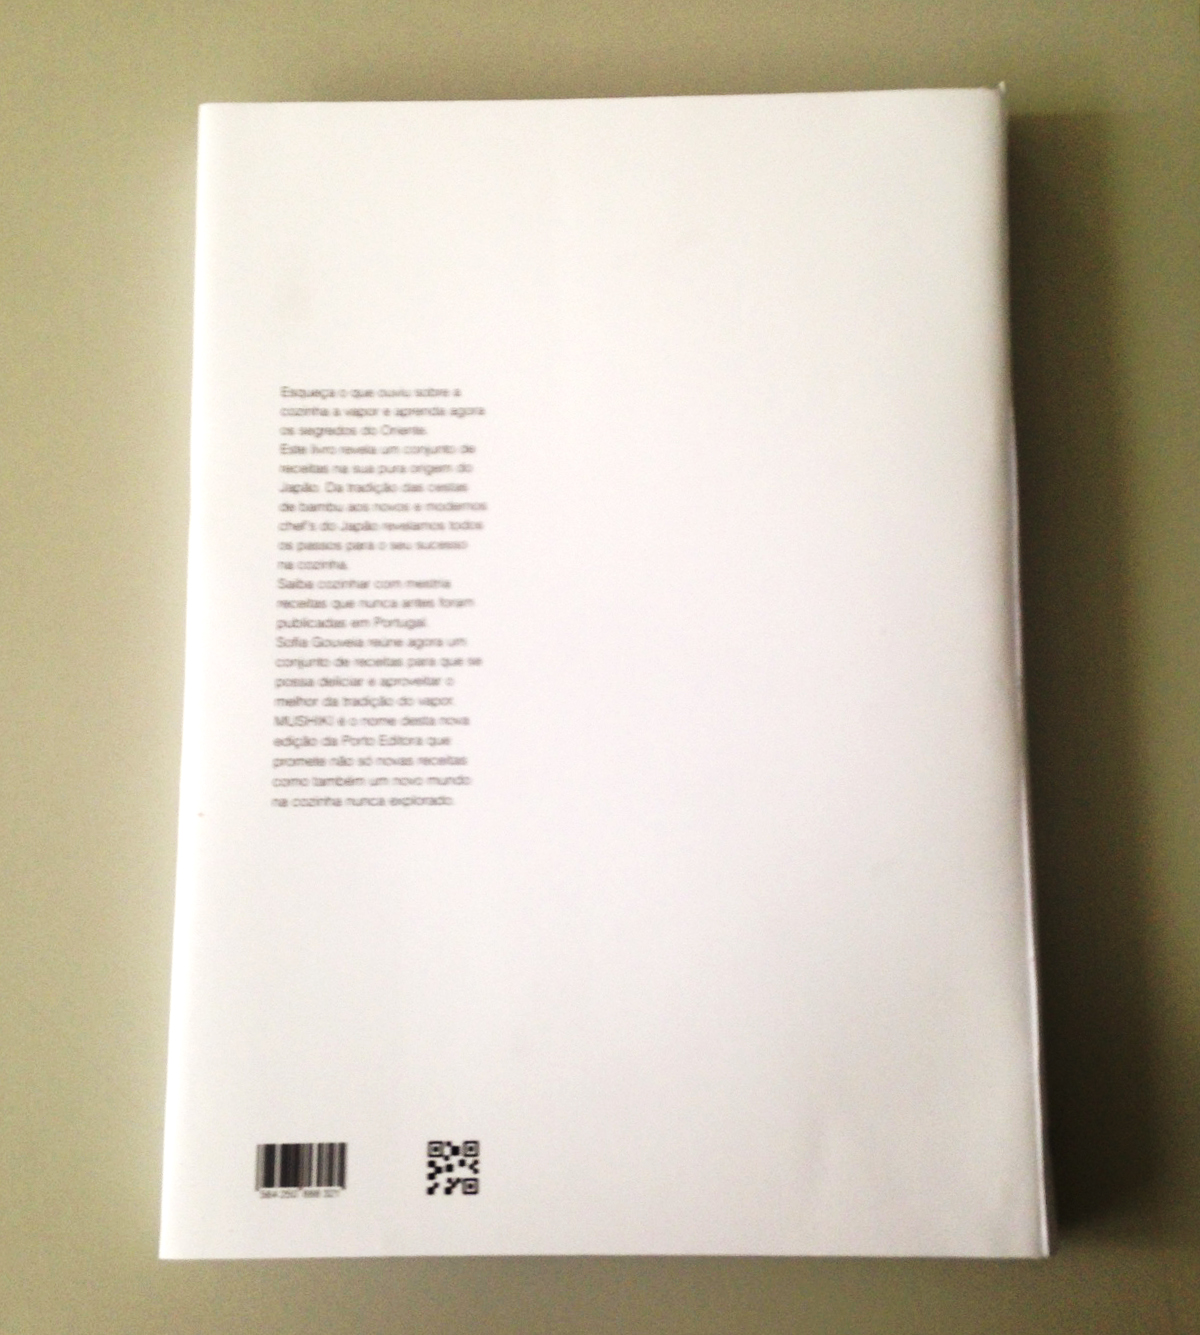 Esqueça o que ouviu sobre a
cozinha a vapor e aprenda agora
os segredos do Oriente.
Este livro revela um conjunto de
receitas na sua pura origem do
Japão. Da tradição das cestas
de bambu aos novos e modernos
chef's do Japão revelamos todos
os passos para o seu sucesso
na cozinha.
Saiba cozinhar com mestria
receitas que nunca antes foram
publicadas em Portugal.
Sofia Gouveia reúne agora um
conjunto de receitas para que se
possa deliciar e aproveitar o
melhor da tradição do vapor.
MUSHIKI é o nome desta nova
edição da Porto Editora que
promete não só novas receitas
como também um novo mundo
na cozinha nunca explorado.